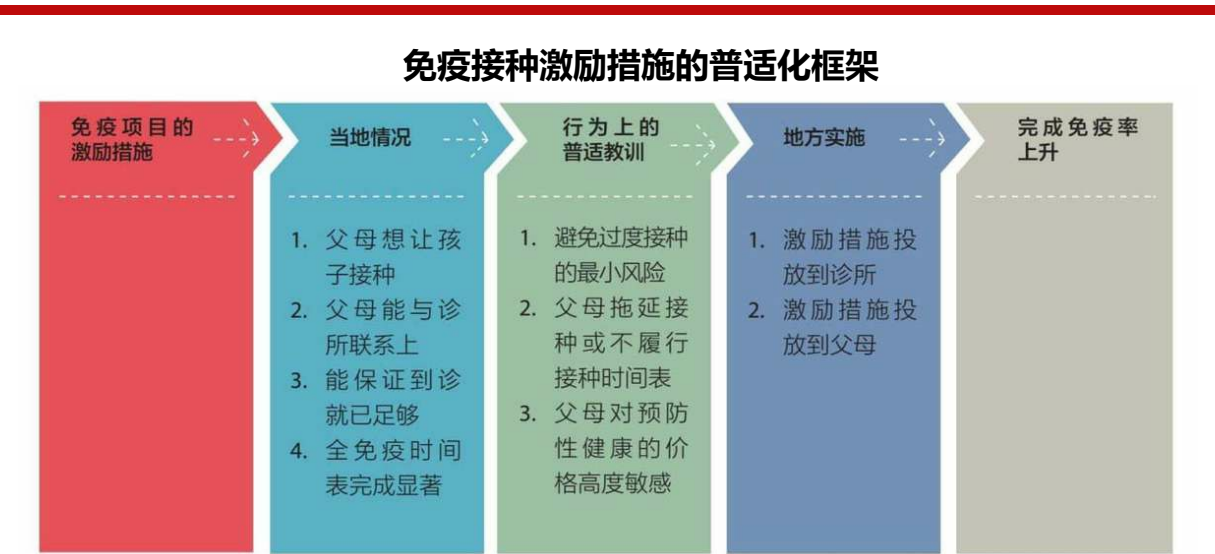 免疫接种激励措施的普适化框架
免疫项目的
激励措施
当地情况
1. 父母想让孩
子接种
2. 父母能与诊
所联系上
3. 能保证到诊
就已足够
4. 全免疫时间
表完成显著
行为上的
普适教训
1. 避免过度接种
的最小风险
2. 父母拖延接
种或不履行
接种时间表
3. 父母对预防
性健康的价
格高度敏感
地方实施
1. 激励措施投
放到诊所
2. 激励措施投
放到父母
完成免疫率
上升